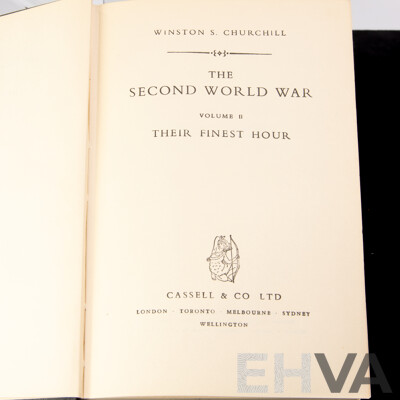 WINSTON S. CHURCHILL
THE
SECOND WORLD WAR
VOLUME II
THEIR FINEST HOUR
CASSELL & CO LTD
LONDON · TORONTO MELBOURNE · SYDNEY
WELLINGTON
EHVA